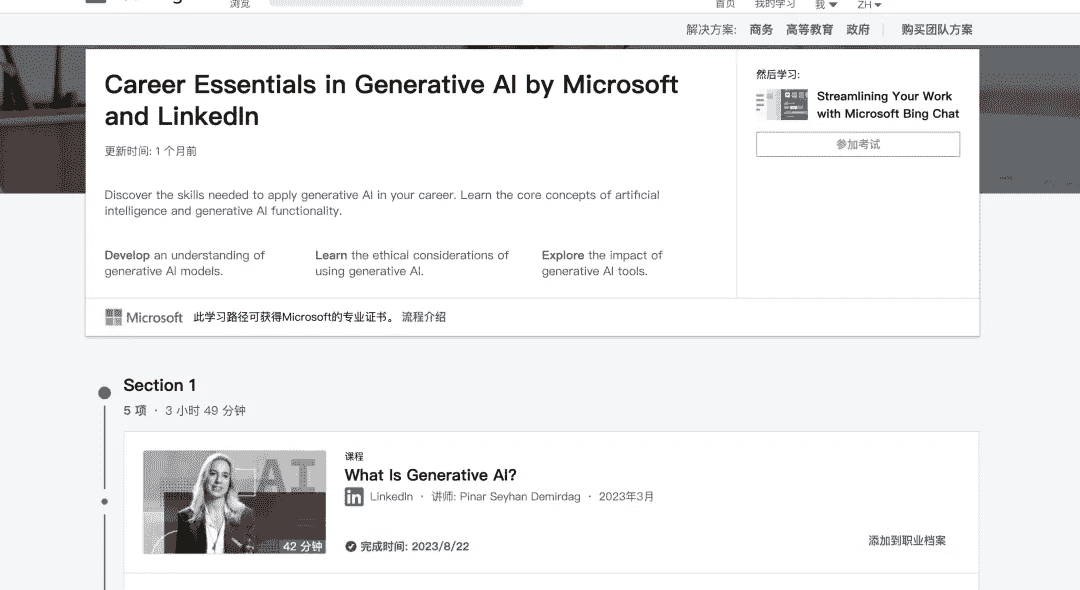 浏览
首页 我的学习 我 ZH
解决方案: 商务 高等教育 政府 购买团队方案
Career Essentials in Generative AI by Microsoft
and LinkedIn
更新时间: 1 个月前
Discover the skills needed to apply generative AI in your career. Learn the core concepts of artificial
intelligence and generative AI functionality.
Develop an understanding of
generative AI models.
Learn the ethical considerations of
using generative AI.
Explore the impact of
generative AI tools.
Microsoft 此学习路径可获得Microsoft的专业证书。 流程介绍
然后学习:
Streamlining Your Work
with Microsoft Bing Chat
参加考试
Section 1
5 项 · 3 小时 49 分钟
AI
42 分钟
课程
What Is Generative AI?
in LinkedIn · 讲师: Pinar Seyhan Demirdag · 2023年3月
完成时间: 2023/8/22
添加到职业档案